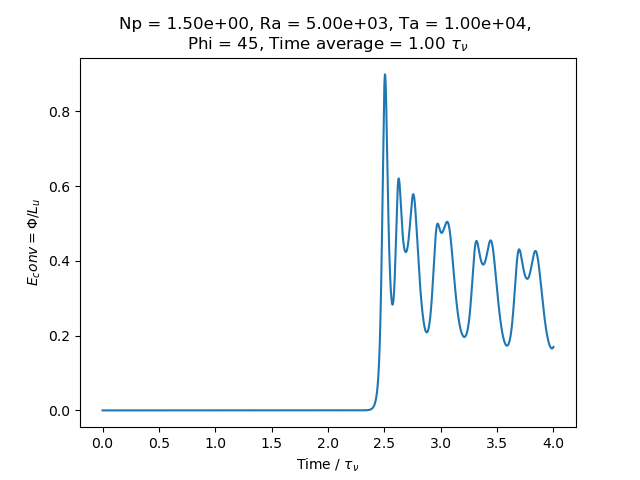 Np = 1.50e+00, Ra = 5.00e+03, Ta = 1.00e+04,
Phi = 45, Time average = 1.00 τ_ν
E_conv = Φ/L_u
0.8
0.6
0.4
0.2
0.0
0.0 0.5 1.0 1.5 2.0 2.5 3.0 3.5 4.0
Time / τ_ν